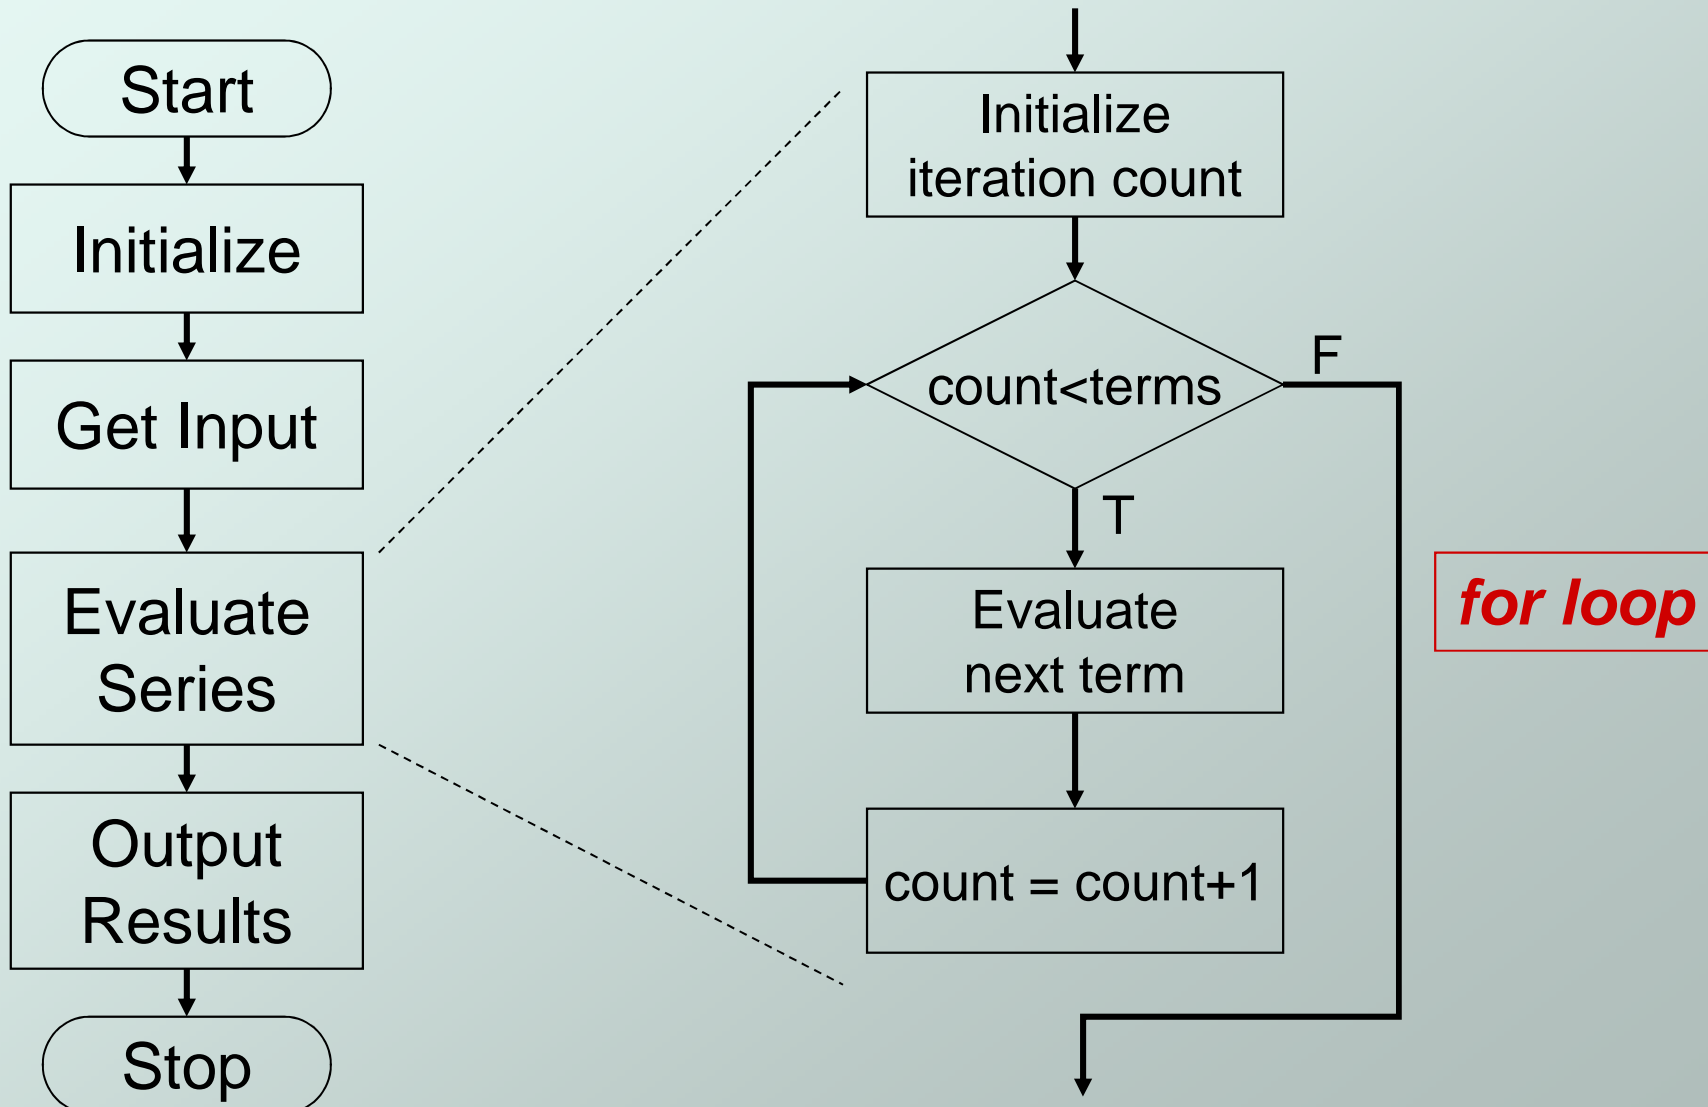 Start
Initialize
Get Input
Evaluate
Series
Output
Results
Stop
Initialize
iteration count
count<terms
F
T
Evaluate
next term
count = count+1
for loop